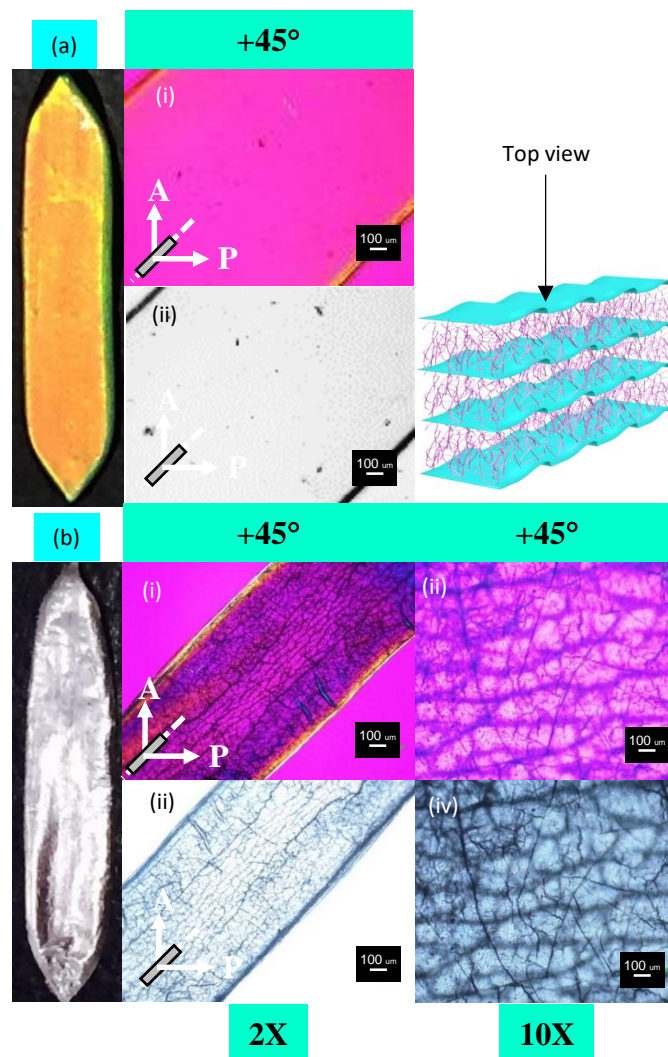 (a)
+45°
(i)
A
P
100 um
Top view
(ii)
A
P
100 um
(b)
+45°
+45°
(i)
A
P
100 um
(ii)
100 um
(ii)
A
P
100 um
(iv)
100 um
2X
10X